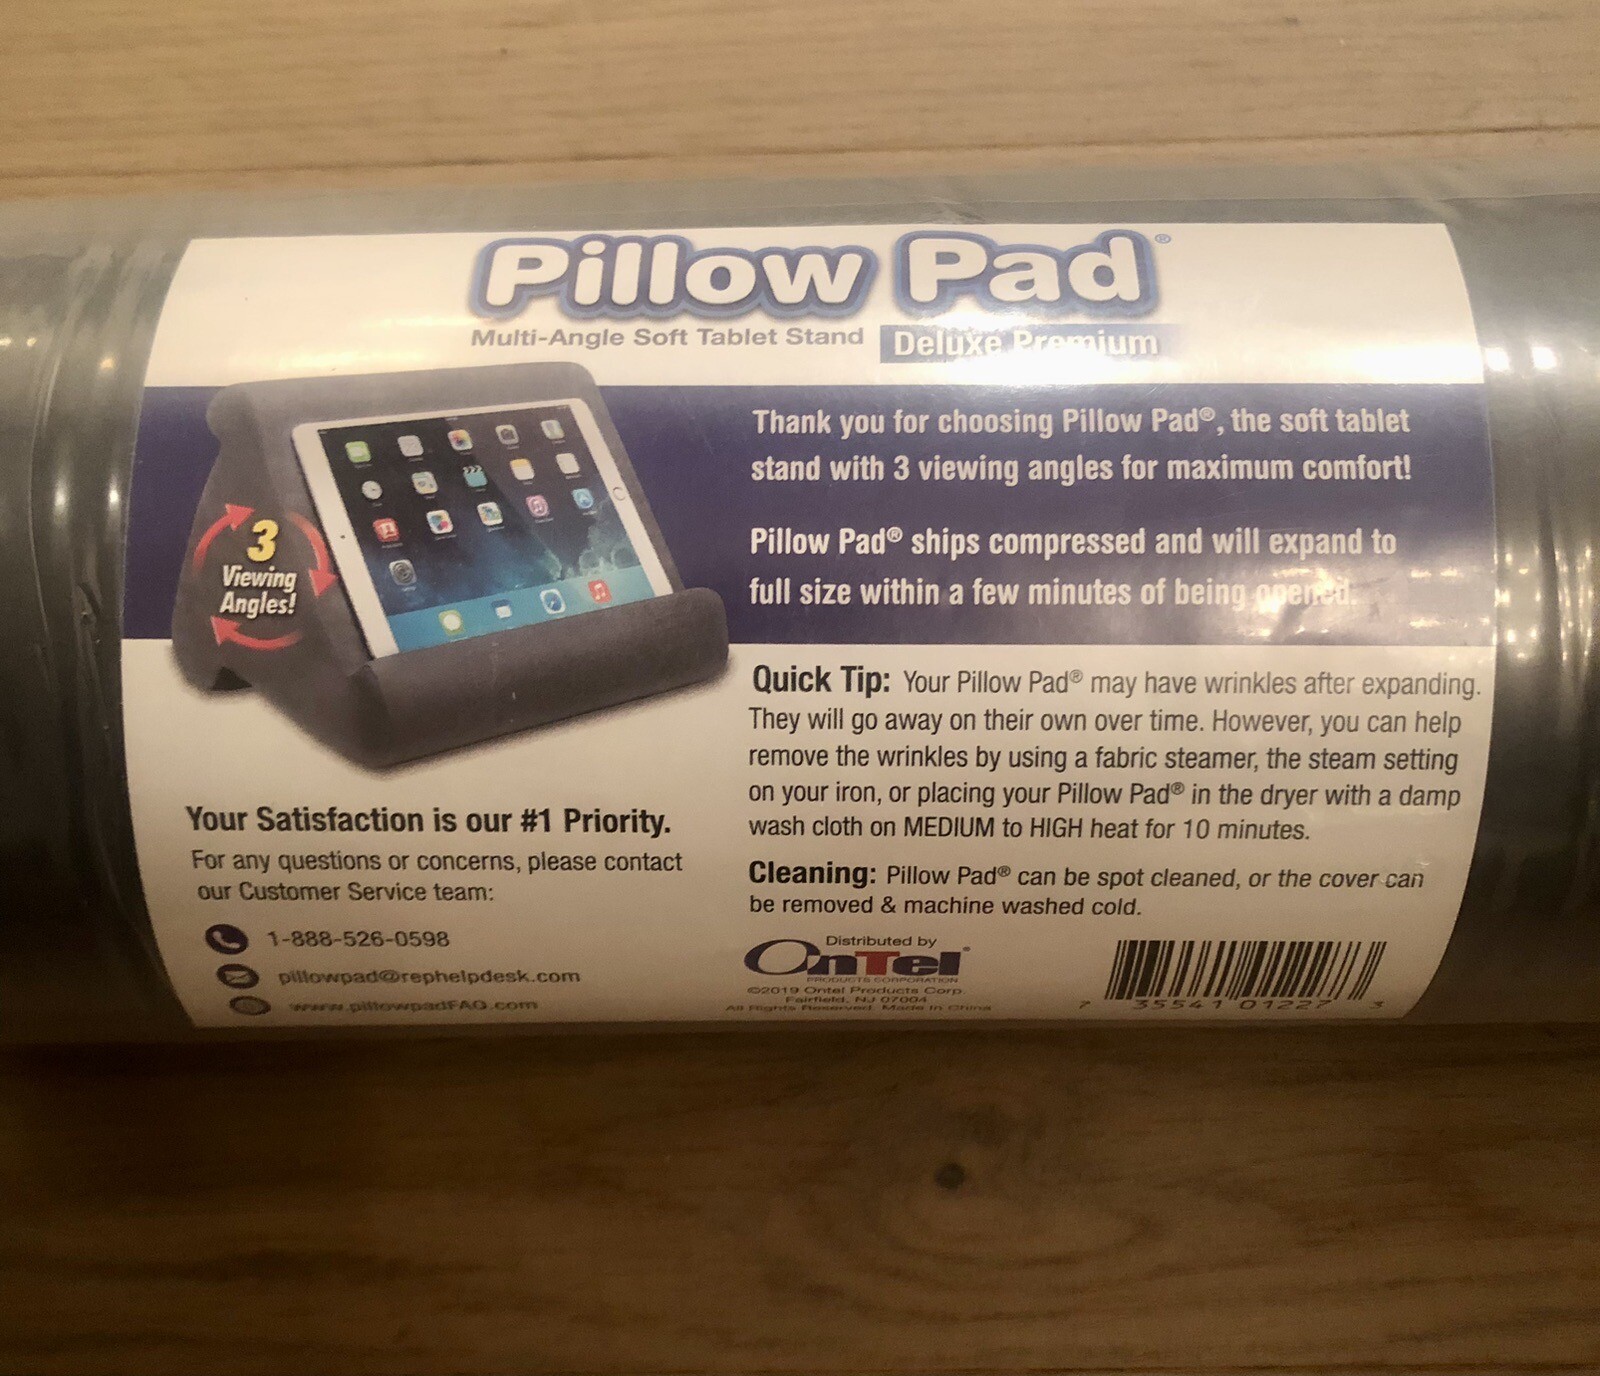 Pillow Pad®
Multi-Angle Soft Tablet Stand Deluxe Premium
3
Viewing
Angles!
Thank you for choosing Pillow Pad®, the soft tablet
stand with 3 viewing angles for maximum comfort!
Pillow Pad® ships compressed and will expand to
full size within a few minutes of being opened.
Quick Tip: Your Pillow Pad® may have wrinkles after expanding.
They will go away on their own over time. However, you can help
remove the wrinkles by using a fabric steamer, the steam setting
on your iron, or placing your Pillow Pad® in the dryer with a damp
wash cloth on MEDIUM to HIGH heat for 10 minutes.
Cleaning: Pillow Pad® can be spot cleaned, or the cover can
be removed & machine washed cold.
Your Satisfaction is our #1 Priority.
For any questions or concerns, please contact
our Customer Service team:
1-888-526-0598
pillowpad@rephelpdesk.com
www.pillowpadFAQ.com
Distributed by
OnTel®
PRODUCTS CORPORATION
©2019 Ontel Products Corp.
Fairfield, NJ 07004
All Rights Reserved. Made in China
7 35541 01227 3